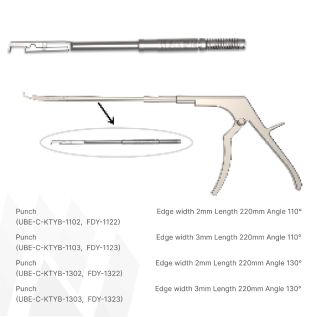 Punch Edge width 2mm Length 220mm Angle 110°
(UBE-C-KTYB-1102, FDY-1122)
Punch Edge width 3mm Length 220mm Angle 110°
(UBE-C-KTYB-1103, FDY-1123)
Punch Edge width 2mm Length 220mm Angle 130°
(UBE-C-KTYB-1302, FDY-1322)
Punch Edge width 3mm Length 220mm Angle 130°
(UBE-C-KTYB-1303, FDY-1323)